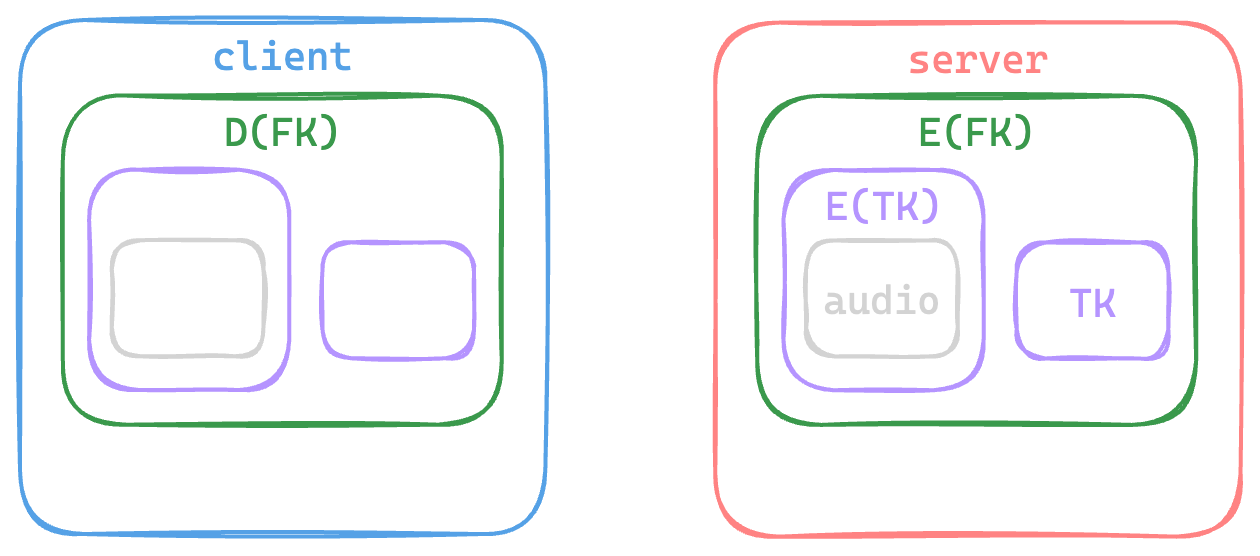 client
D(FK)
server
E(FK)
E(TK)
audio
TK